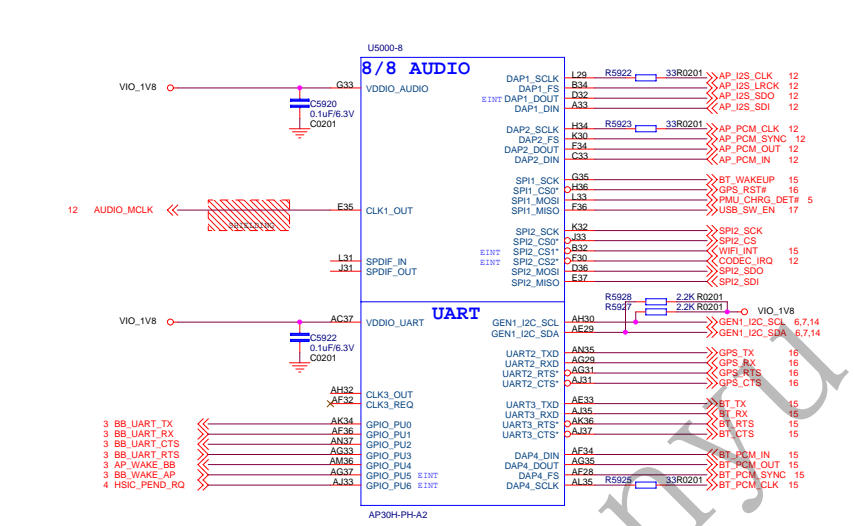 U5000-8
8/8 AUDIO
VIO_1V8 G33 VDDIO_AUDIO
C5920
0.1uF/6.3V
C0201
DAP1_SCLK L29 R5922 33R0201 AP_I2S_CLK 12
DAP1_FS B34 AP_I2S_LRCK 12
EINT DAP1_DOUT D32 AP_I2S_SDO 12
DAP1_DIN A33 AP_I2S_SDI 12
DAP2_SCLK H34 R5923 33R0201 AP_PCM_CLK 12
DAP2_FS K30 AP_PCM_SYNC 12
DAP2_DOUT F34 AP_PCM_OUT 12
DAP2_DIN C33 AP_PCM_IN 12
SPI1_SCK G35 BT_WAKEUP 15
SPI1_CS0* H36 GPS_RST# 16
SPI1_MOSI L33 PMU_CHRG_DET# 5
SPI1_MISO F36 USB_SW_EN 17
12 AUDIO_MCLK SHIELDING E35 CLK1_OUT
SPI2_SCK K32 SPI2_SCK
SPI2_CS0* J33 SPI2_CS
EINT SPI2_CS1* B32 WIFI_INT 15
EINT SPI2_CS2* F30 CODEC_IRQ 12
SPI2_MOSI D36 SPI2_SDO
SPI2_MISO E37 SPI2_SDI
L31 SPDIF_IN
J31 SPDIF_OUT
UART
VIO_1V8 AC37 VDDIO_UART
C5922
0.1uF/6.3V
C0201
R5928 2.2K R0201
R5927 2.2K R0201 VIO_1V8
GEN1_I2C_SCL AH30 GEN1_I2C_SCL 6,7,14
GEN1_I2C_SDA AE29 GEN1_I2C_SDA 6,7,14
UART2_TXD AN35 GPS_TX 16
UART2_RXD AG29 GPS_RX 16
UART2_RTS* AG31 GPS_RTS 16
UART2_CTS* AJ31 GPS_CTS 16
AH32 CLK3_OUT
AF32 CLK3_REQ
UART3_TXD AE33 BT_TX 15
UART3_RXD AJ35 BT_RX 15
UART3_RTS* AK36 BT_RTS 15
UART3_CTS* AJ37 BT_CTS 15
3 BB_UART_TX AK34 GPIO_PU0
3 BB_UART_RX AF36 GPIO_PU1
3 BB_UART_CTS AN37 GPIO_PU2
3 BB_UART_RTS AG33 GPIO_PU3
3 AP_WAKE_BB AM36 GPIO_PU4
3 BB_WAKE_AP AG37 GPIO_PU5 EINT
4 HSIC_PEND_RQ AJ33 GPIO_PU6 EINT
DAP4_DIN AF34 BT_PCM_IN 15
DAP4_DOUT AG35 BT_PCM_OUT 15
DAP4_FS AF28 BT_PCM_SYNC 15
DAP4_SCLK AL35 R5925 33R0201 BT_PCM_CLK 15
AP30H-PH-A2